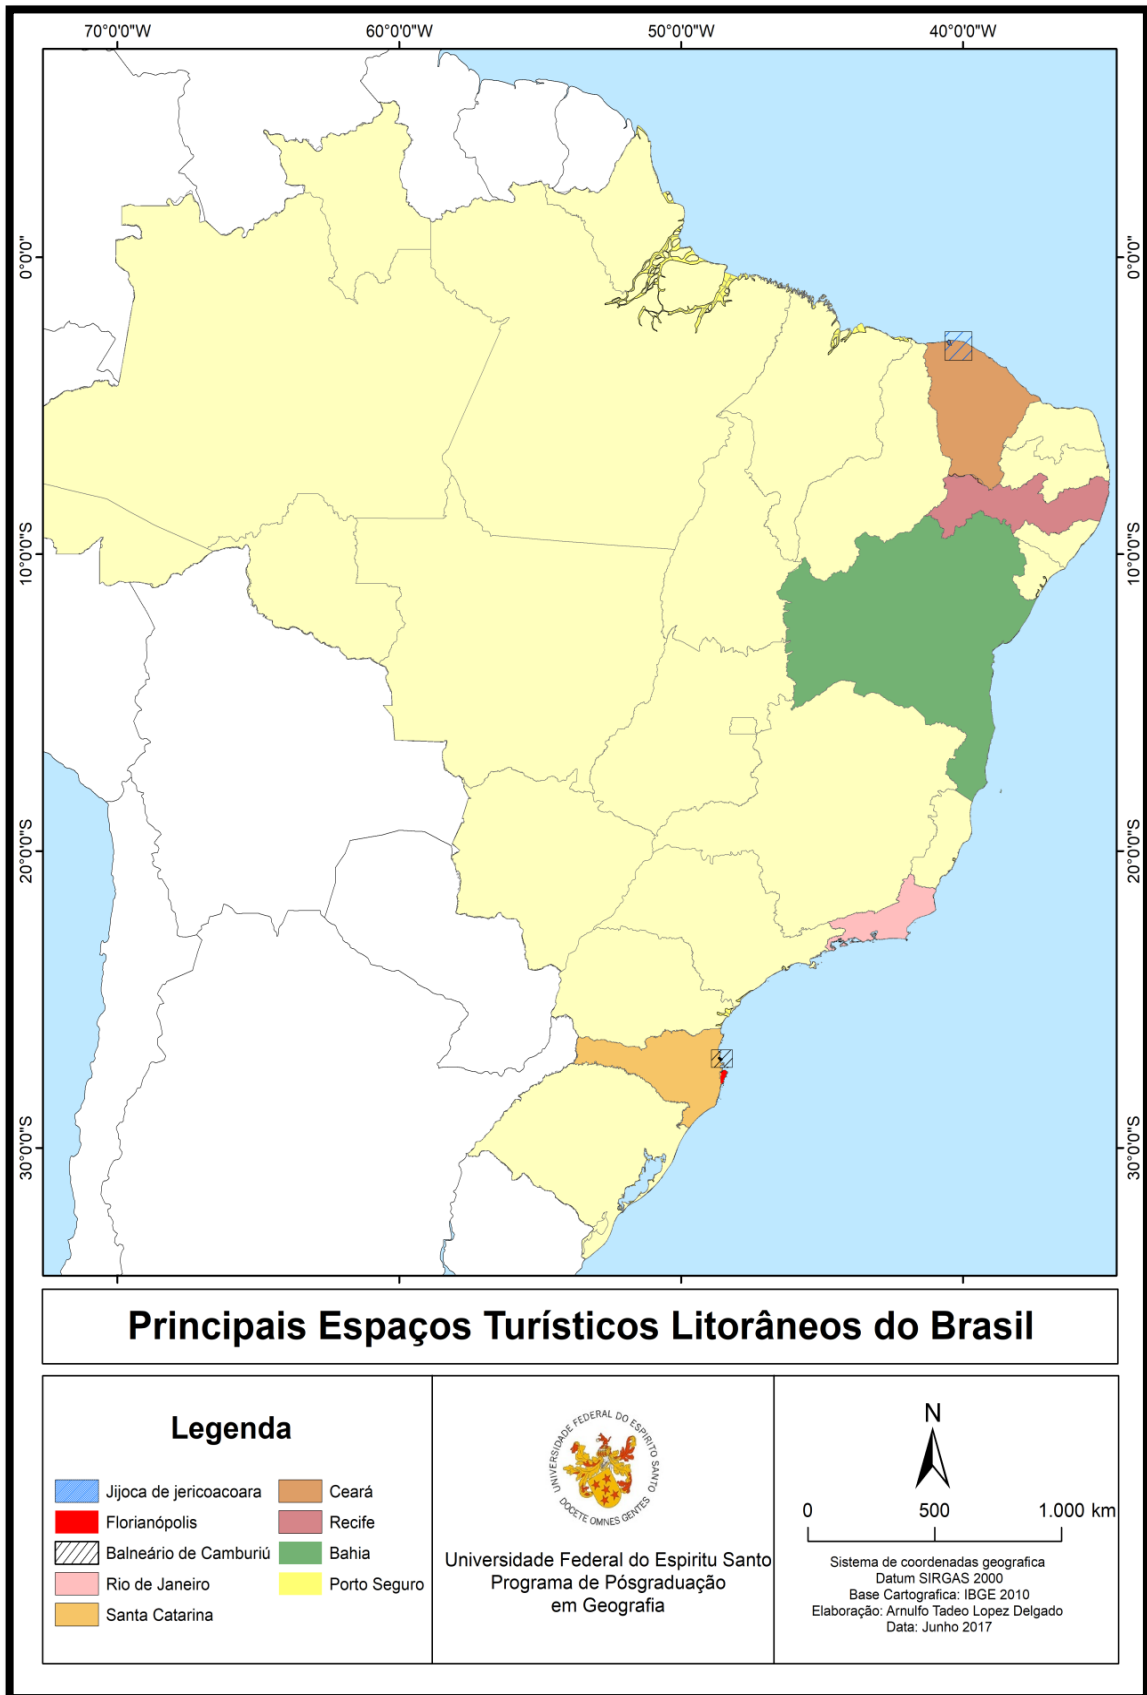 70°0'0"W
60°0'0"W
50°0'0"W
40°0'0"W
0°0'0"
0°0'0"
10°0'0"S
10°0'0"S
20°0'0"S
20°0'0"S
30°0'0"S
30°0'0"S
Principais Espaços Turísticos Litorâneos do Brasil
Legenda
Jijoca de jericoacoara
Florianópolis
Balneário de Camburiú
Rio de Janeiro
Santa Catarina
Ceará
Recife
Bahia
Porto Seguro
UNIVERSIDADE FEDERAL DO ESPIRITO SANTO
DOCETE OMNES GENTES
Universidade Federal do Espiritu Santo
Programa de Pósgraduação
em Geografia
N
0 500 1.000 km
Sistema de coordenadas geografica
Datum SIRGAS 2000
Base Cartografica: IBGE 2010
Elaboração: Arnulfo Tadeo Lopez Delgado
Data: Junho 2017